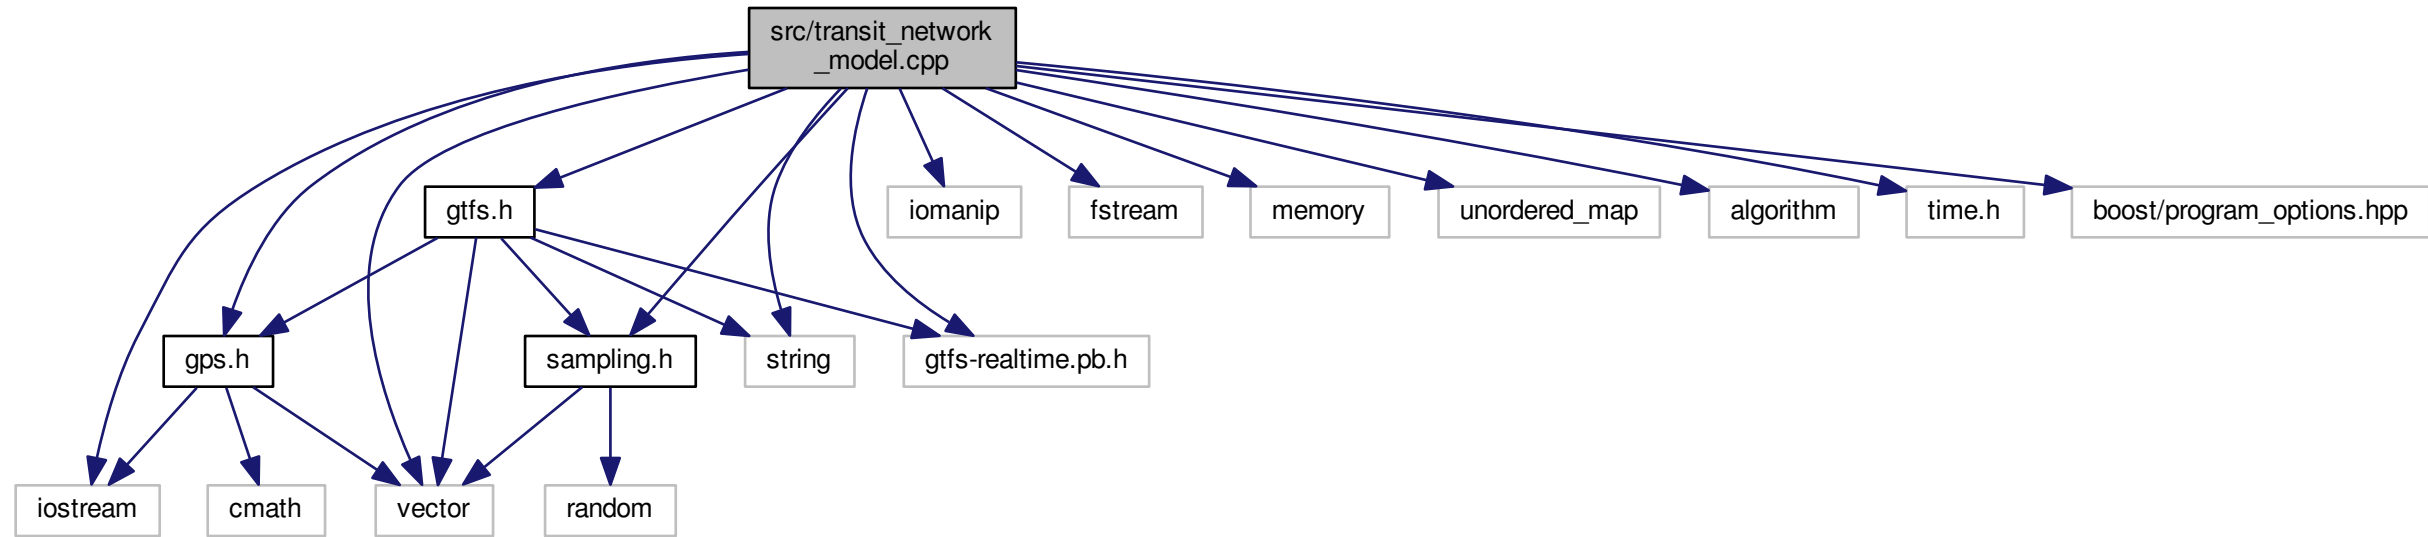 src/transit_network
_model.cpp
gtfs.h
iomanip
fstream
memory
unordered_map
algorithm
time.h
boost/program_options.hpp
gps.h
sampling.h
string
gtfs-realtime.pb.h
iostream
cmath
vector
random